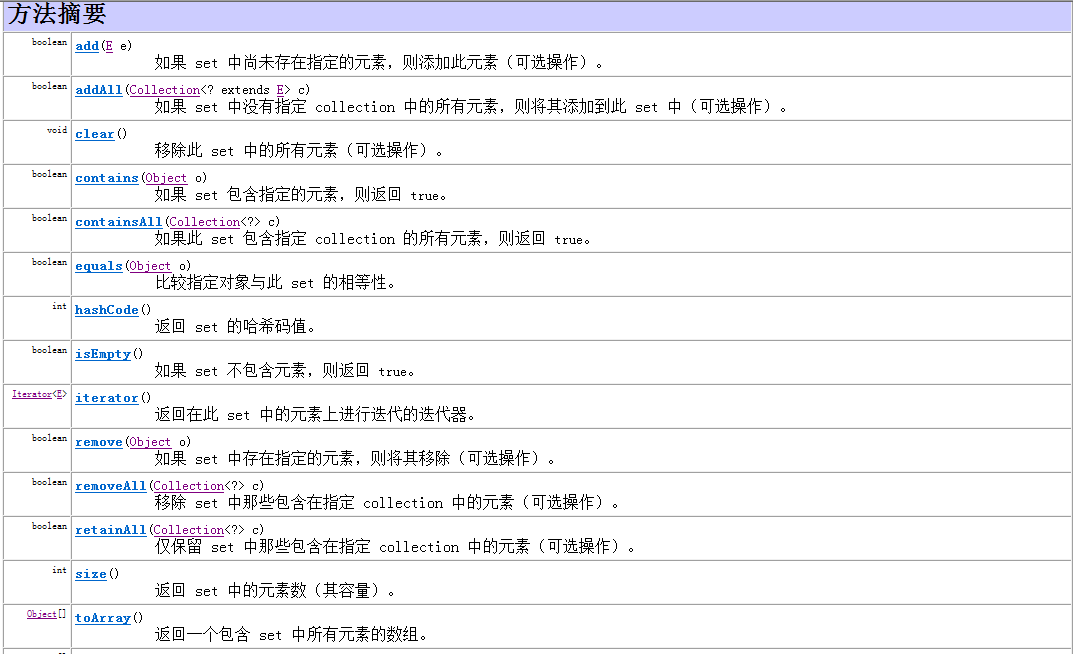 方法摘要
boolean add(E e)
如果 set 中尚未存在指定的元素，则添加此元素（可选操作）。
boolean addAll(Collection<? extends E> c)
如果 set 中没有指定 collection 中的所有元素，则将其添加到此 set 中（可选操作）。
void clear()
移除此 set 中的所有元素（可选操作）。
boolean contains(Object o)
如果 set 包含指定的元素，则返回 true。
boolean containsAll(Collection<?> c)
如果此 set 包含指定 collection 的所有元素，则返回 true。
boolean equals(Object o)
比较指定对象与此 set 的相等性。
int hashCode()
返回 set 的哈希码值。
boolean isEmpty()
如果 set 不包含元素，则返回 true。
Iterator<E> iterator()
返回在此 set 中的元素上进行迭代的迭代器。
boolean remove(Object o)
如果 set 中存在指定的元素，则将其移除（可选操作）。
boolean removeAll(Collection<?> c)
移除 set 中那些包含在指定 collection 中的元素（可选操作）。
boolean retainAll(Collection<?> c)
仅保留 set 中那些包含在指定 collection 中的元素（可选操作）。
int size()
返回 set 中的元素数（其容量）。
Object[] toArray()
返回一个包含 set 中所有元素的数组。